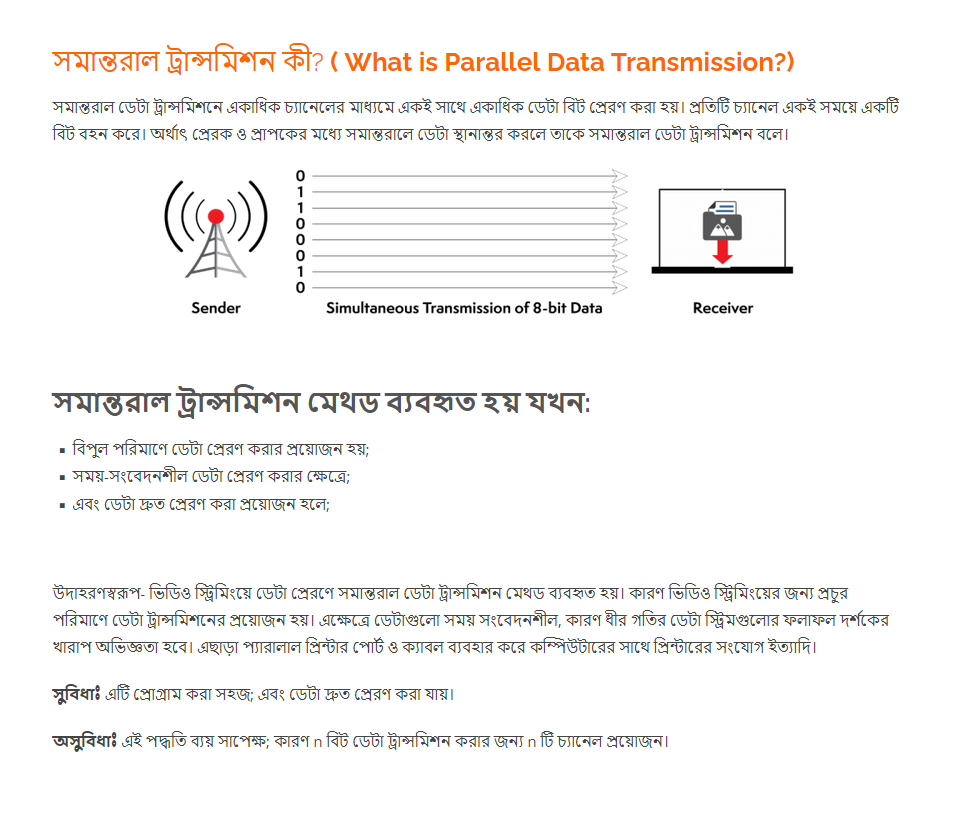 সমান্তরাল ট্রান্সমিশন কী? ( What is Parallel Data Transmission?)
সমান্তরাল ডেটা ট্রান্সমিশনে একাধিক চ্যানেলের মাধ্যমে একই সাথে একাধিক ডেটা বিট প্রেরণ করা হয়। প্রতিটি চ্যানেল একই সময়ে একটি
বিট বহন করে। অর্থাৎ প্রেরক ও প্রাপকের মধ্যে সমান্তরালে ডেটা স্থানান্তর করলে তাকে সমান্তরাল ডেটা ট্রান্সমিশন বলে।
0
1
1
0
0
0
1
0
Sender
Simultaneous Transmission of 8-bit Data
Receiver
সমান্তরাল ট্রান্সমিশন মেথড ব্যবহৃত হয় যখন:
▪ বিপুল পরিমাণে ডেটা প্রেরণ করার প্রয়োজন হয়;
▪ সময়-সংবেদনশীল ডেটা প্রেরণ করার ক্ষেত্রে;
▪ এবং ডেটা দ্রুত প্রেরণ করা প্রয়োজন হলে;
উদাহরণস্বরূপ- ভিডিও স্ট্রিমিংয়ে ডেটা প্রেরণে সমান্তরাল ডেটা ট্রান্সমিশন মেথড ব্যবহৃত হয়। কারণ ভিডিও স্ট্রিমিংয়ের জন্য প্রচুর
পরিমাণে ডেটা ট্রান্সমিশনের প্রয়োজন হয়। এক্ষেত্রে ডেটাগুলো সময় সংবেদনশীল, কারণ ধীর গতির ডেটা স্ট্রিমগুলোর ফলাফল দর্শকের
খারাপ অভিজ্ঞতা হবে। এছাড়া প্যারালাল প্রিন্টার পোর্ট ও ক্যাবল ব্যবহার করে কম্পিউটারের সাথে প্রিন্টারের সংযোগ ইত্যাদি।
সুবিধাঃ এটি প্রোগ্রাম করা সহজ; এবং ডেটা দ্রুত প্রেরণ করা যায়।
অসুবিধাঃ এই পদ্ধতি ব্যয় সাপেক্ষ; কারণ n বিট ডেটা ট্রান্সমিশন করার জন্য n টি চ্যানেল প্রয়োজন।